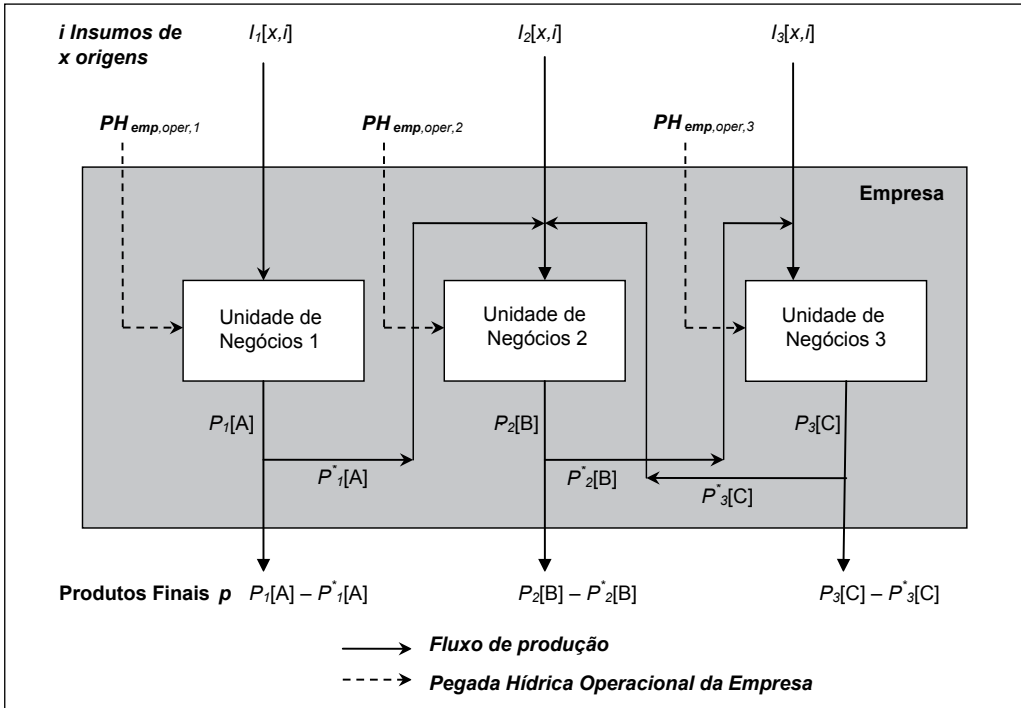 i Insumos de
x origens
I₁[x,i]
I₂[x,i]
I₃[x,i]
PH emp,oper,1
PH emp,oper,2
PH emp,oper,3
Empresa
Unidade de
Negócios 1
Unidade de
Negócios 2
Unidade de
Negócios 3
P₁[A]
P₂[B]
P₃[C]
P*₁[A]
P*₂[B]
P*₃[C]
Produtos Finais p
P₁[A] – P*₁[A]
P₂[B] – P*₂[B]
P₃[C] – P*₃[C]
Fluxo de produção
Pegada Hídrica Operacional da Empresa